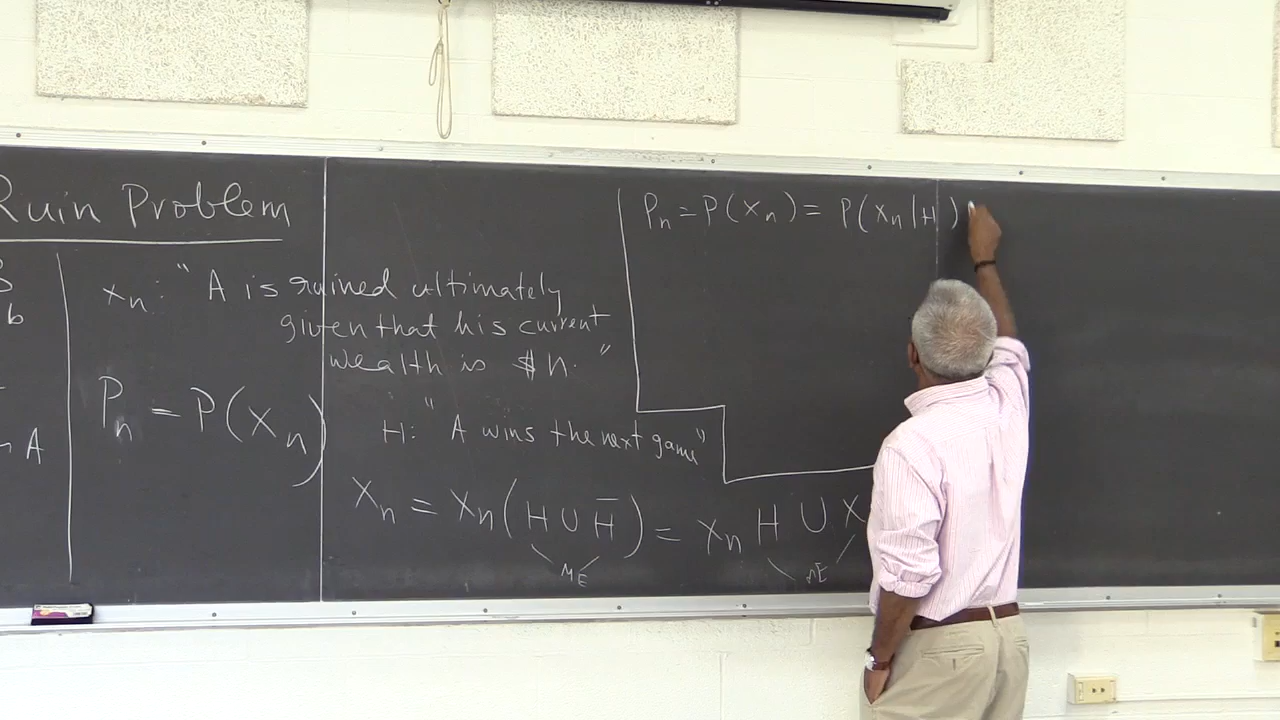 Ruin Problem
b
A
xₙ: "A is ruined ultimately
given that his current
wealth is $n."
Pₙ = P(Xₙ)
H: "A wins the next game"
Xₙ = Xₙ(H ∪ H̅) = Xₙ H ∪ X
ME
ME
Pₙ = P(Xₙ) = P(Xₙ|H)